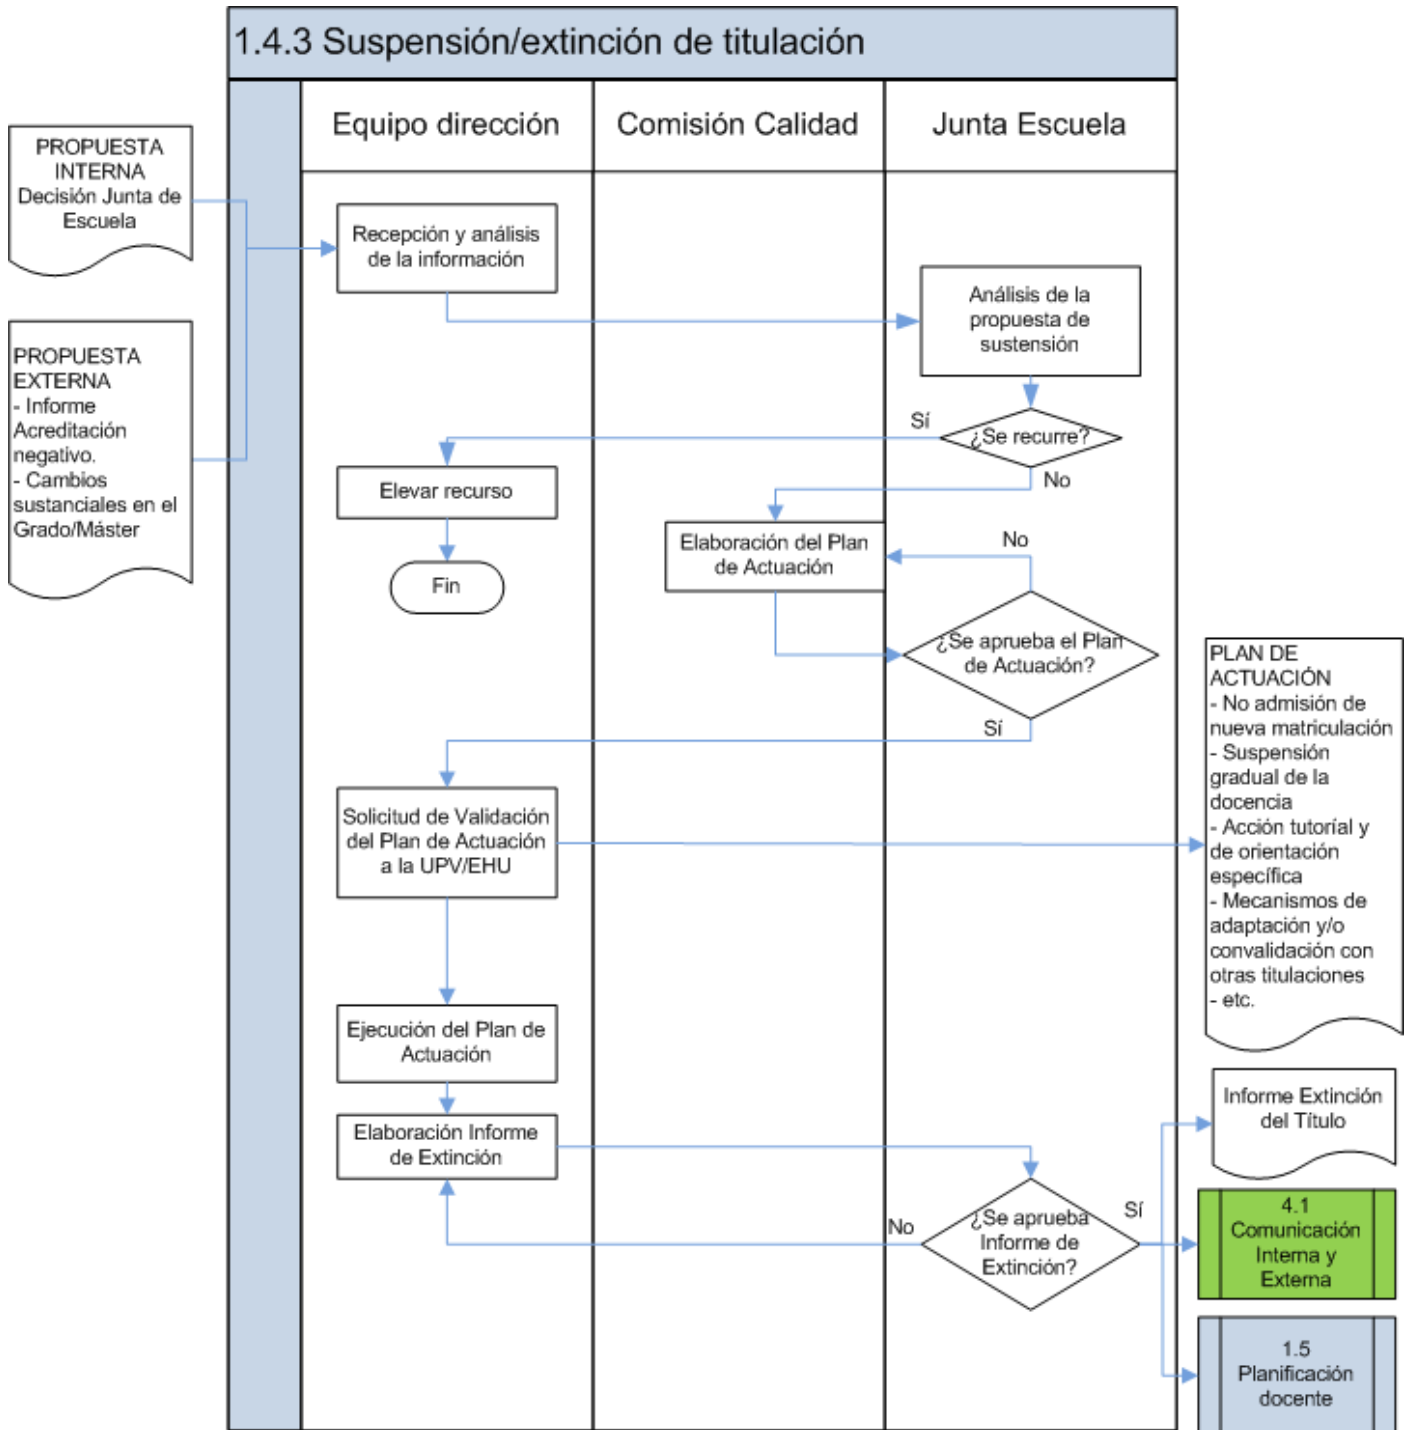 1.4.3 Suspensión/extinción de titulación
Equipo dirección
Comisión Calidad
Junta Escuela
PROPUESTA
INTERNA
Decisión Junta de
Escuela
Recepción y análisis
de la información
Análisis de la
propuesta de
sustensión
PROPUESTA
EXTERNA
- Informe
Acreditación
negativo.
- Cambios
sustanciales en el
Grado/Máster
Sí
¿Se recurre?
No
Elevar recurso
Elaboración del Plan
de Actuación
No
Fin
¿Se aprueba el Plan
de Actuación?
Sí
PLAN DE
ACTUACIÓN
- No admisión de
nueva matriculación
- Suspensión
gradual de la
docencia
- Acción tutoríal y
de orientación
específica
- Mecanismos de
adaptación y/o
convalidación con
otras titulaciones
- etc.
Solicitud de Validación
del Plan de Actuación
a la UPV/EHU
Ejecución del Plan de
Actuación
Elaboración Informe
de Extinción
Informe Extinción
del Título
No
¿Se aprueba
Informe de
Extinción?
Sí
4.1
Comunicación
Interna y
Externa
1.5
Planificación
docente